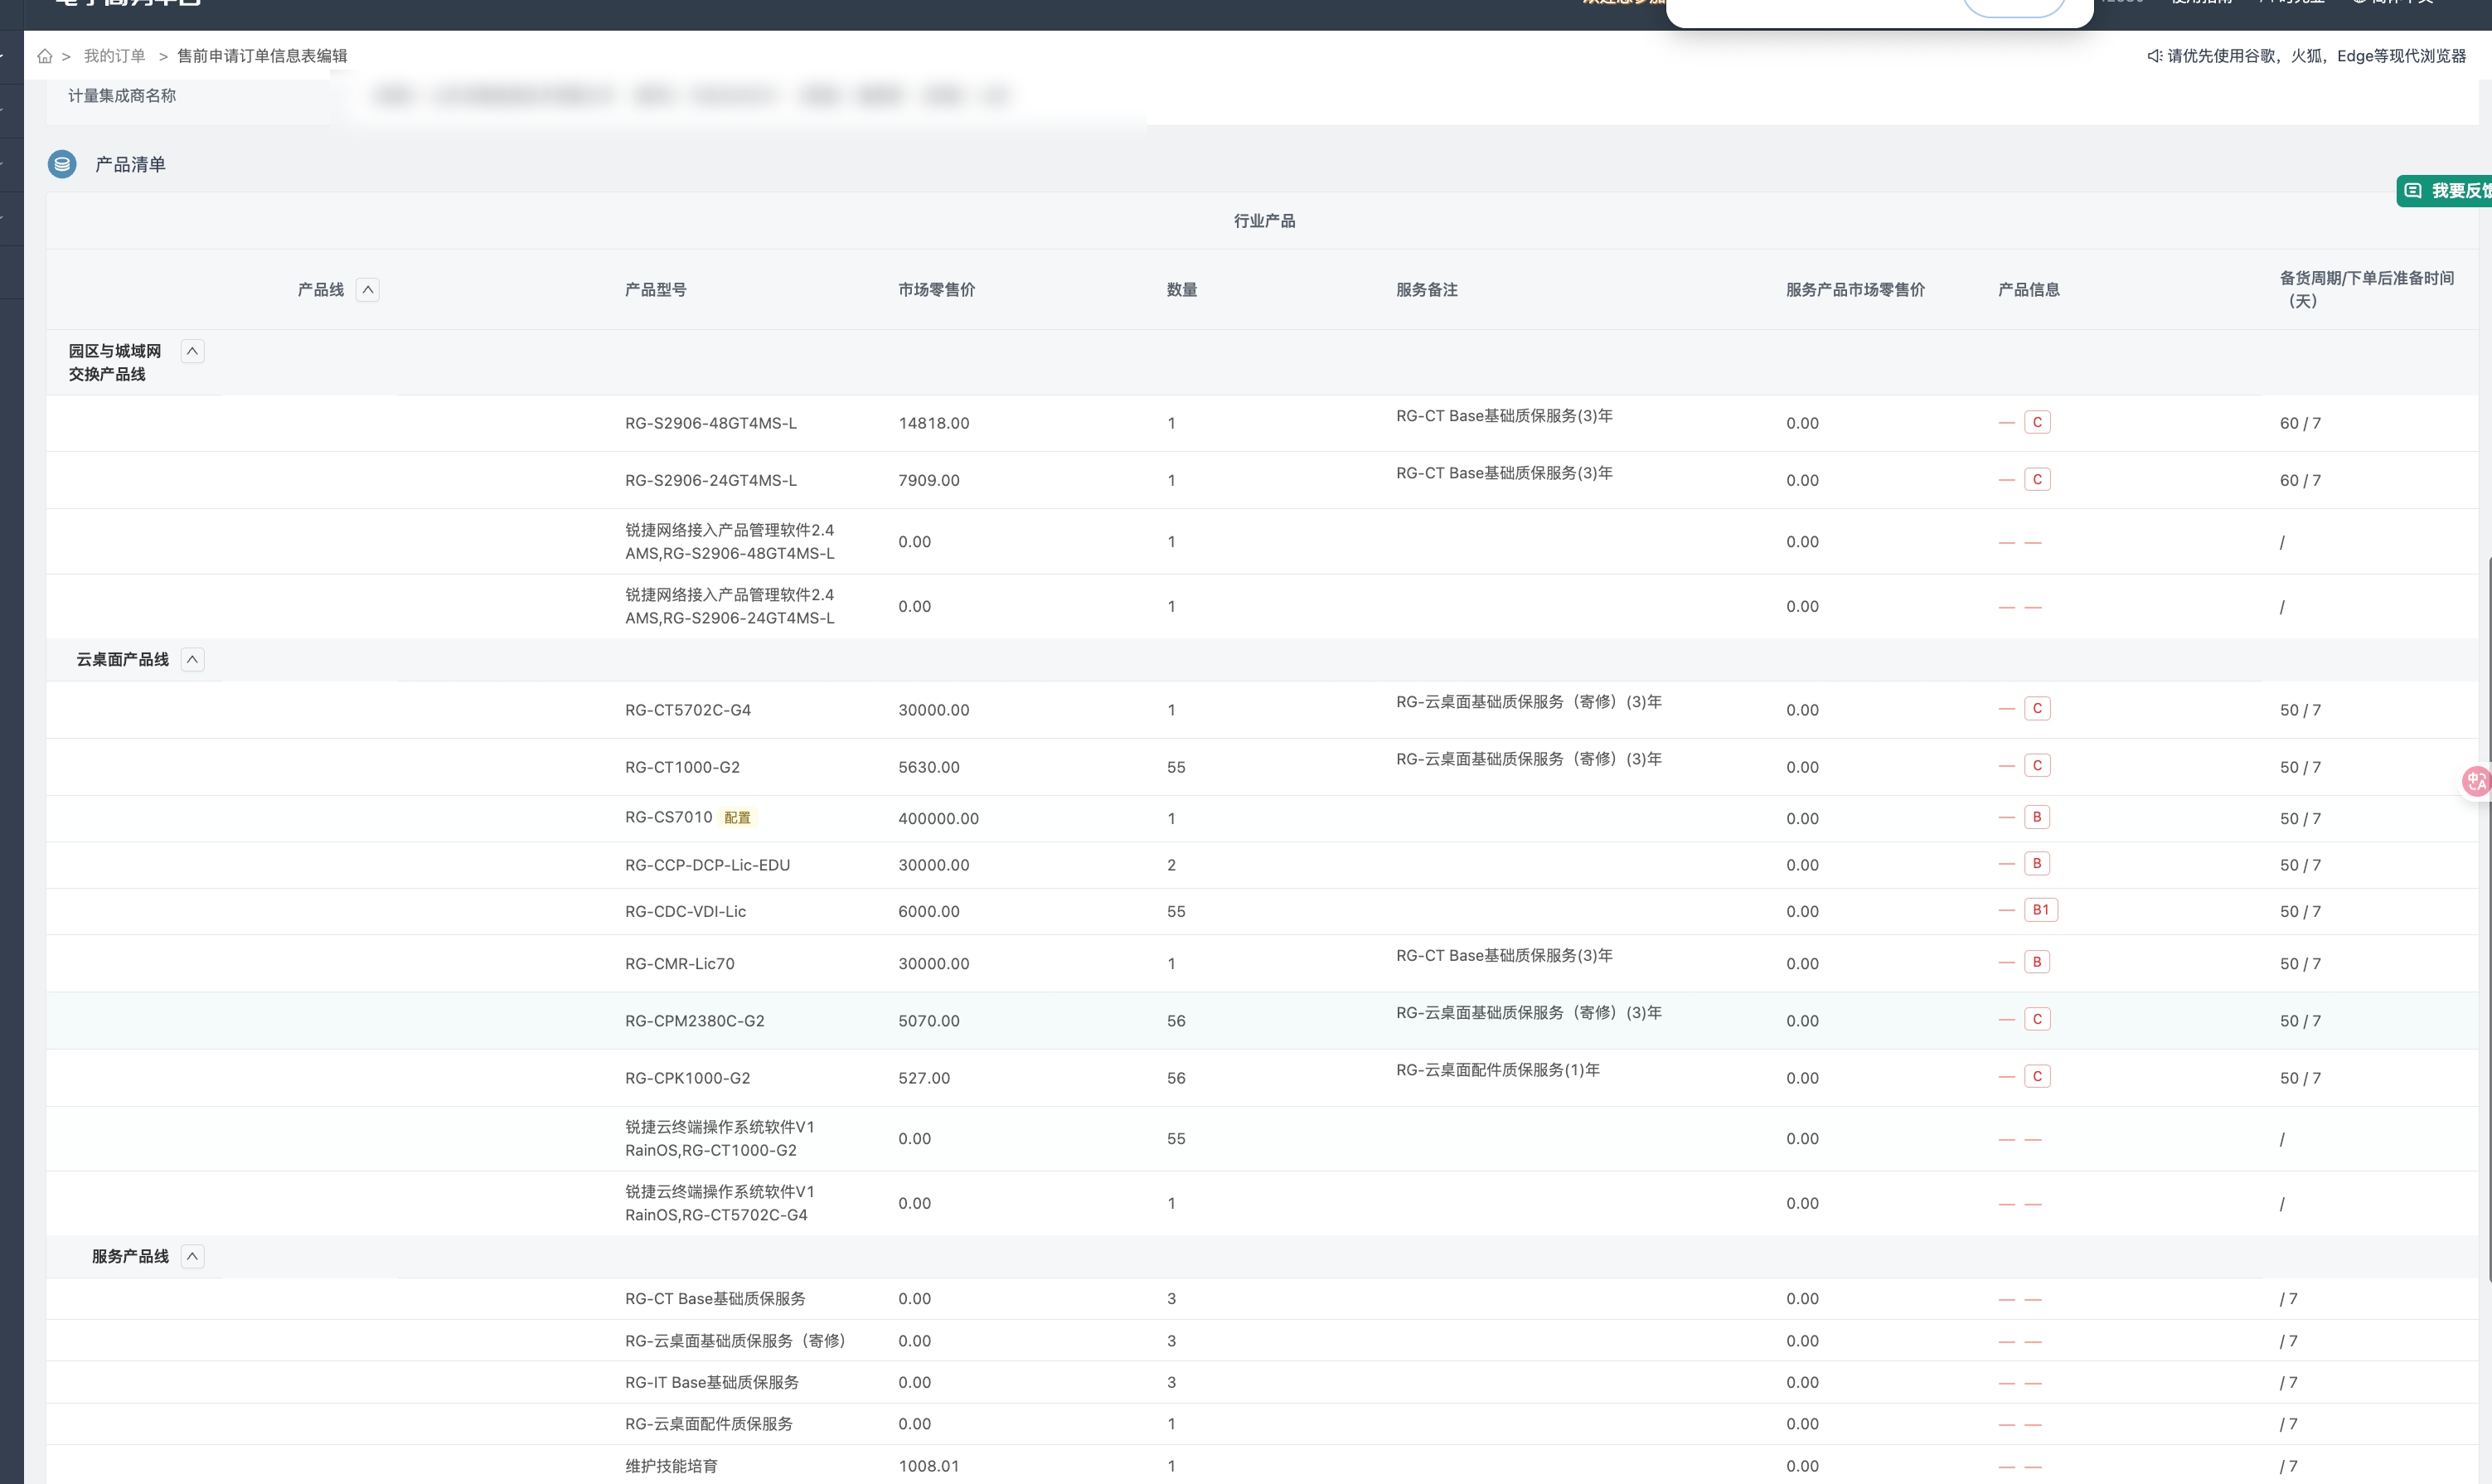 我的订单 > 售前申请订单信息表编辑
请优先使用谷歌，火狐，Edge等现代浏览器
计量集成商名称
产品清单
我要反馈
行业产品
产品线 产品型号 市场零售价 数量 服务备注 服务产品市场零售价 产品信息 备货周期/下单后准备时间
（天）
园区与城域网
交换产品线
RG-S2906-48GT4MS-L 14818.00 1 RG-CT Base基础质保服务(3)年 0.00 — C 60 / 7
RG-S2906-24GT4MS-L 7909.00 1 RG-CT Base基础质保服务(3)年 0.00 — C 60 / 7
锐捷网络接入产品管理软件2.4
AMS,RG-S2906-48GT4MS-L 0.00 1 0.00 — — /
锐捷网络接入产品管理软件2.4
AMS,RG-S2906-24GT4MS-L 0.00 1 0.00 — — /
云桌面产品线
RG-CT5702C-G4 30000.00 1 RG-云桌面基础质保服务（寄修）(3)年 0.00 — C 50 / 7
RG-CT1000-G2 5630.00 55 RG-云桌面基础质保服务（寄修）(3)年 0.00 — C 50 / 7
RG-CS7010 配置 400000.00 1 0.00 — B 50 / 7
RG-CCP-DCP-Lic-EDU 30000.00 2 0.00 — B 50 / 7
RG-CDC-VDI-Lic 6000.00 55 0.00 — B1 50 / 7
RG-CMR-Lic70 30000.00 1 RG-CT Base基础质保服务(3)年 0.00 — B 50 / 7
RG-CPM2380C-G2 5070.00 56 RG-云桌面基础质保服务（寄修）(3)年 0.00 — C 50 / 7
RG-CPK1000-G2 527.00 56 RG-云桌面配件质保服务(1)年 0.00 — C 50 / 7
锐捷云终端操作系统软件V1
RainOS,RG-CT1000-G2 0.00 55 0.00 — — /
锐捷云终端操作系统软件V1
RainOS,RG-CT5702C-G4 0.00 1 0.00 — — /
服务产品线
RG-CT Base基础质保服务 0.00 3 0.00 — — / 7
RG-云桌面基础质保服务（寄修） 0.00 3 0.00 — — / 7
RG-IT Base基础质保服务 0.00 3 0.00 — — / 7
RG-云桌面配件质保服务 0.00 1 0.00 — — / 7
维护技能培育 1008.01 1 0.00 — — / 7